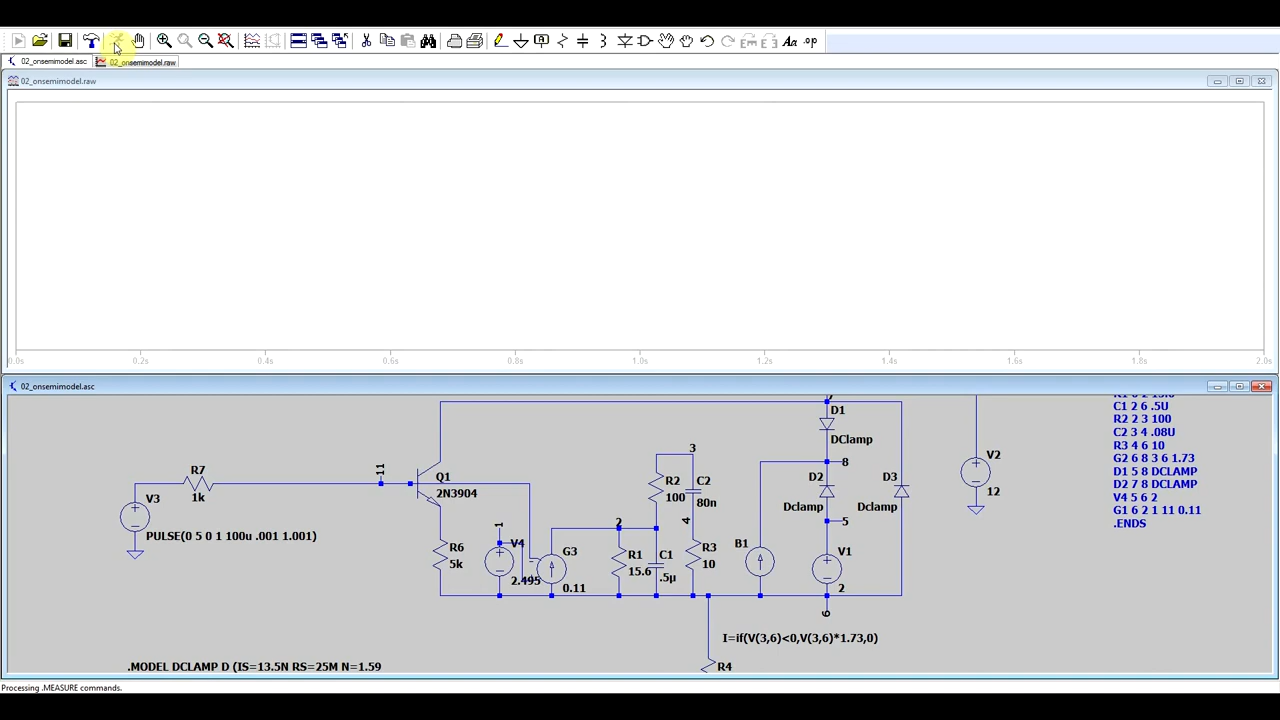 02_onsemimodel.asc
02_onsemimodel.raw
02_onsemimodel.raw
0.0s 0.2s 0.4s 0.6s 0.8s 1.0s 1.2s 1.4s 1.6s 1.8s 2.0s
02_onsemimodel.asc
D1
DClamp
C1 2 6 .5U
R2 2 3 100
C2 3 4 .08U
R3 4 6 10
G2 6 8 3 6 1.73
D1 5 8 DCLAMP
D2 7 8 DCLAMP
V4 5 6 2
G1 6 2 1 11 0.11
.ENDS
3
8
V2
12
R7
1k
11
Q1
2N3904
R2
100
C2
80n
D2
DClamp
D3
Dclamp
V3
PULSE(0 5 0 1 100u .001 1.001)
1
2
4
5
R6
5k
V4
2.495
G3
0.11
R1
15.6
C1
.5µ
R3
10
B1
V1
2
6
I=if(V(3,6)<0,V(3,6)*1.73,0)
R4
.MODEL DCLAMP D (IS=13.5N RS=25M N=1.59
Processing .MEASURE commands.